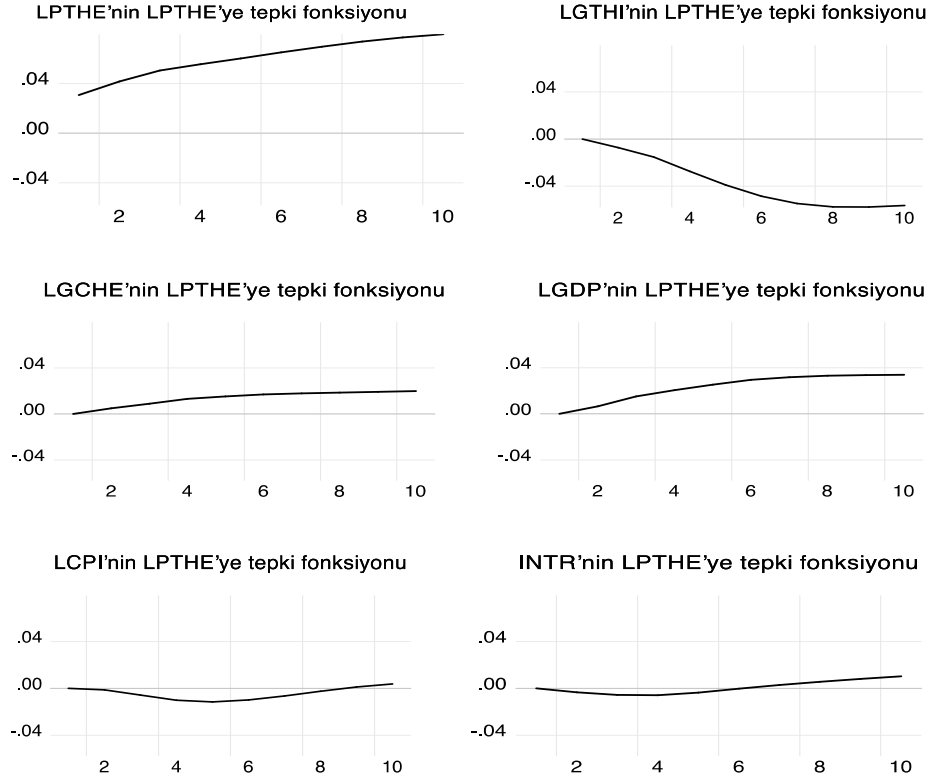 LPTHE’nin LPTHE’ye tepki fonksiyonu
.04
.00
-.04
2 4 6 8 10
LGTHI’nin LPTHE’ye tepki fonksiyonu
.04
.00
-.04
2 4 6 8 10
LGCHE’nin LPTHE’ye tepki fonksiyonu
.04
.00
-.04
2 4 6 8 10
LGDP’nin LPTHE’ye tepki fonksiyonu
.04
.00
-.04
2 4 6 8 10
LCPI’nin LPTHE’ye tepki fonksiyonu
.04
.00
-.04
2 4 6 8 10
INTR’nin LPTHE’ye tepki fonksiyonu
.04
.00
-.04
2 4 6 8 10